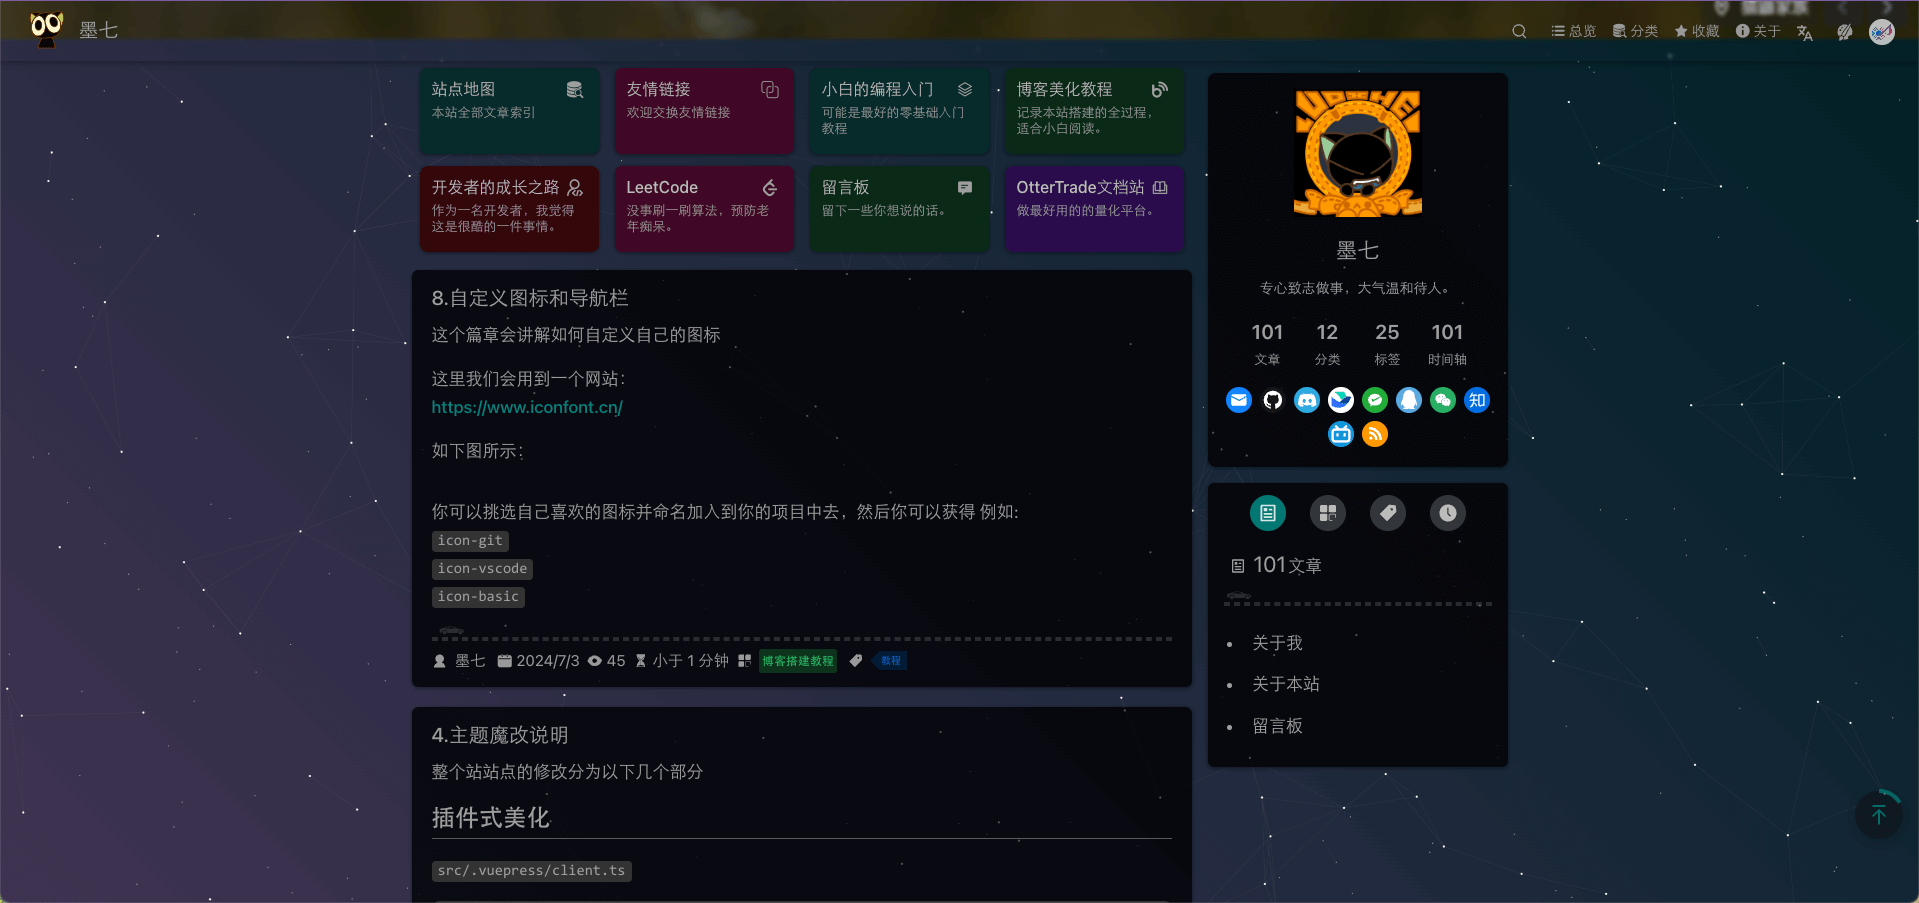 墨七
总览
分类
收藏
关于
站点地图
本站全部文章索引
友情链接
欢迎交换友情链接
小白的编程入门
可能是最好的零基础入门
教程
博客美化教程
记录本站搭建的全过程，
适合小白阅读。
开发者的成长之路
作为一名开发者，我觉得
这是很酷的一件事情。
LeetCode
没事刷一刷算法，预防老
年痴呆。
留言板
留下一些你想说的话。
OtterTrade文档站
做最好用的的量化平台。
8.自定义图标和导航栏
这个篇章会讲解如何自定义自己的图标
这里我们会用到一个网站：
https://www.iconfont.cn/
如下图所示：
你可以挑选自己喜欢的图标并命名加入到你的项目中去，然后你可以获得 例如:
icon-git
icon-vscode
icon-basic
墨七 2024/7/3 45 小于 1 分钟 博客搭建教程 教程
4.主题魔改说明
整个站站点的修改分为以下几个部分
插件式美化
src/.vuepress/client.ts
墨七
专心致志做事，大气温和待人。
101 12 25 101
文章 分类 标签 时间轴
知
101文章
关于我
关于本站
留言板